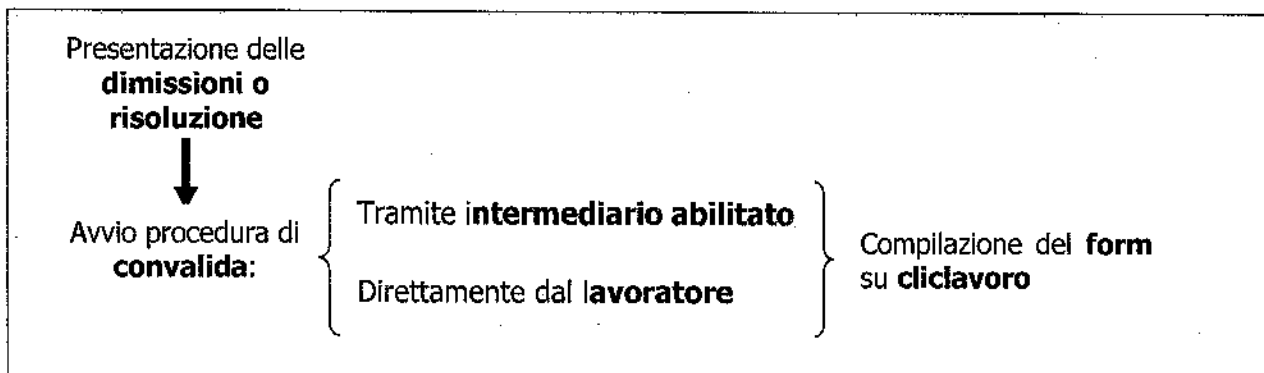 Presentazione delle
dimissioni o
risoluzione
Avvio procedura di
convalida:
Tramite intermediario abilitato
Direttamente dal lavoratore
Compilazione del form
su cliclavoro